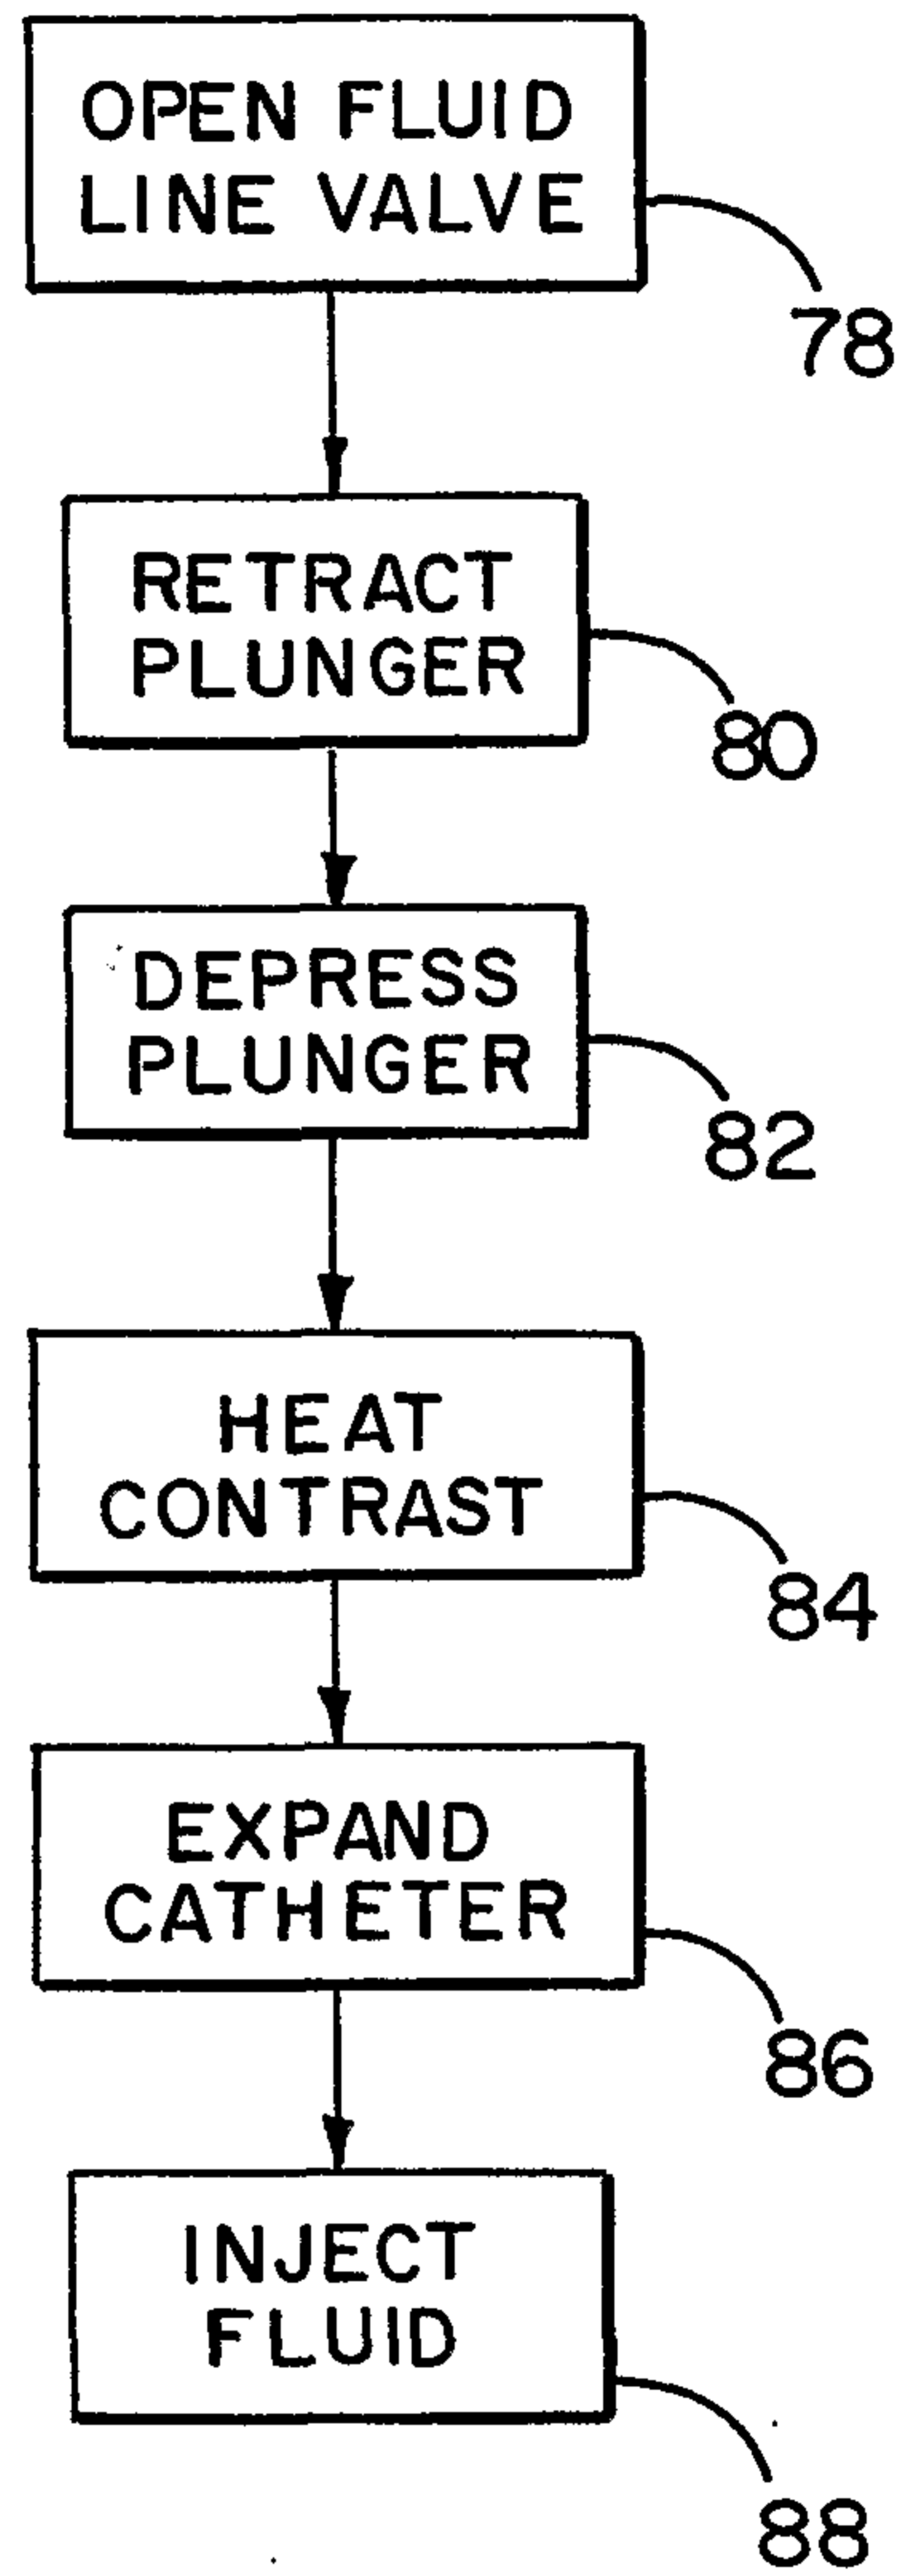 OPEN FLUID
LINE VALVE
78
RETRACT
PLUNGER
80
DEPRESS
PLUNGER
82
HEAT
CONTRAST
84
EXPAND
CATHETER
86
INJECT
FLUID
88